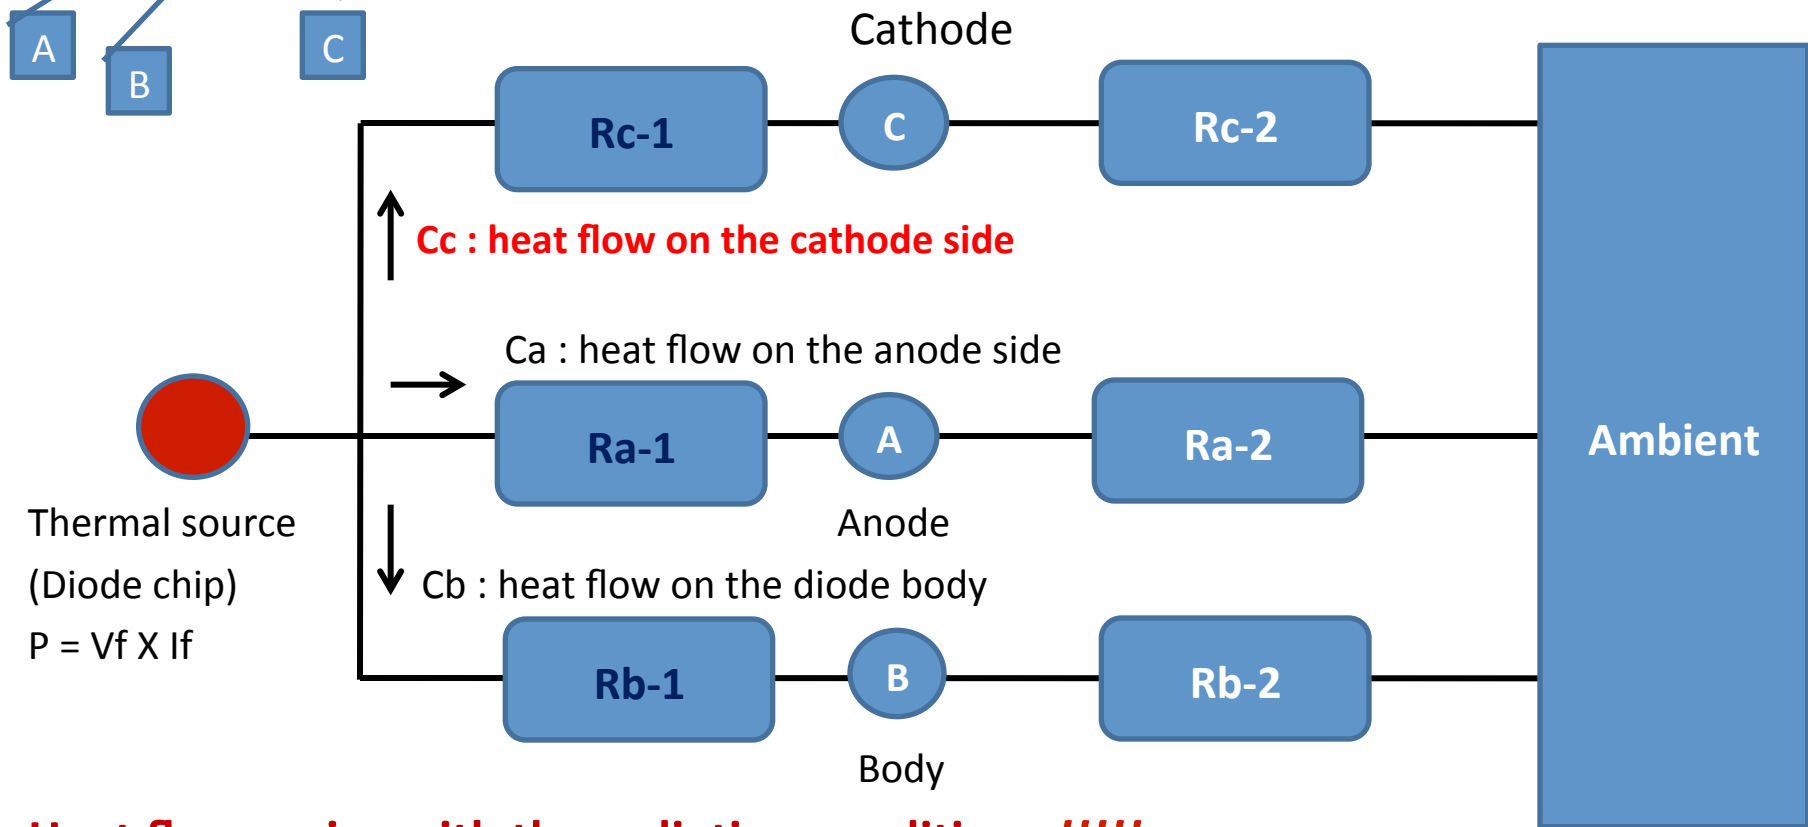 A
B
C
Cathode
Rc-1
C
Rc-2
Cc : heat flow on the cathode side
Ca : heat flow on the anode side
Ra-1
A
Ra-2
Ambient
Thermal source
(Diode chip)
P = Vf X If
Anode
Cb : heat flow on the diode body
Rb-1
B
Rb-2
Body